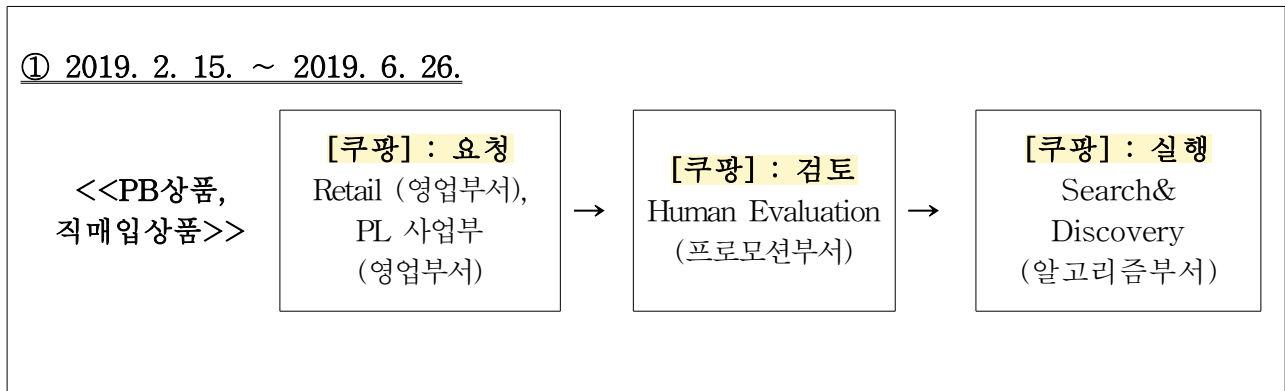 ① 2019. 2. 15. ~ 2019. 6. 26.
<<PB상품,
직매입상품>>
[쿠팡] : 요청
Retail (영업부서),
PL 사업부
(영업부서)
→
[쿠팡] : 검토
Human Evaluation
(프로모션부서)
→
[쿠팡] : 실행
Search&
Discovery
(알고리즘부서)